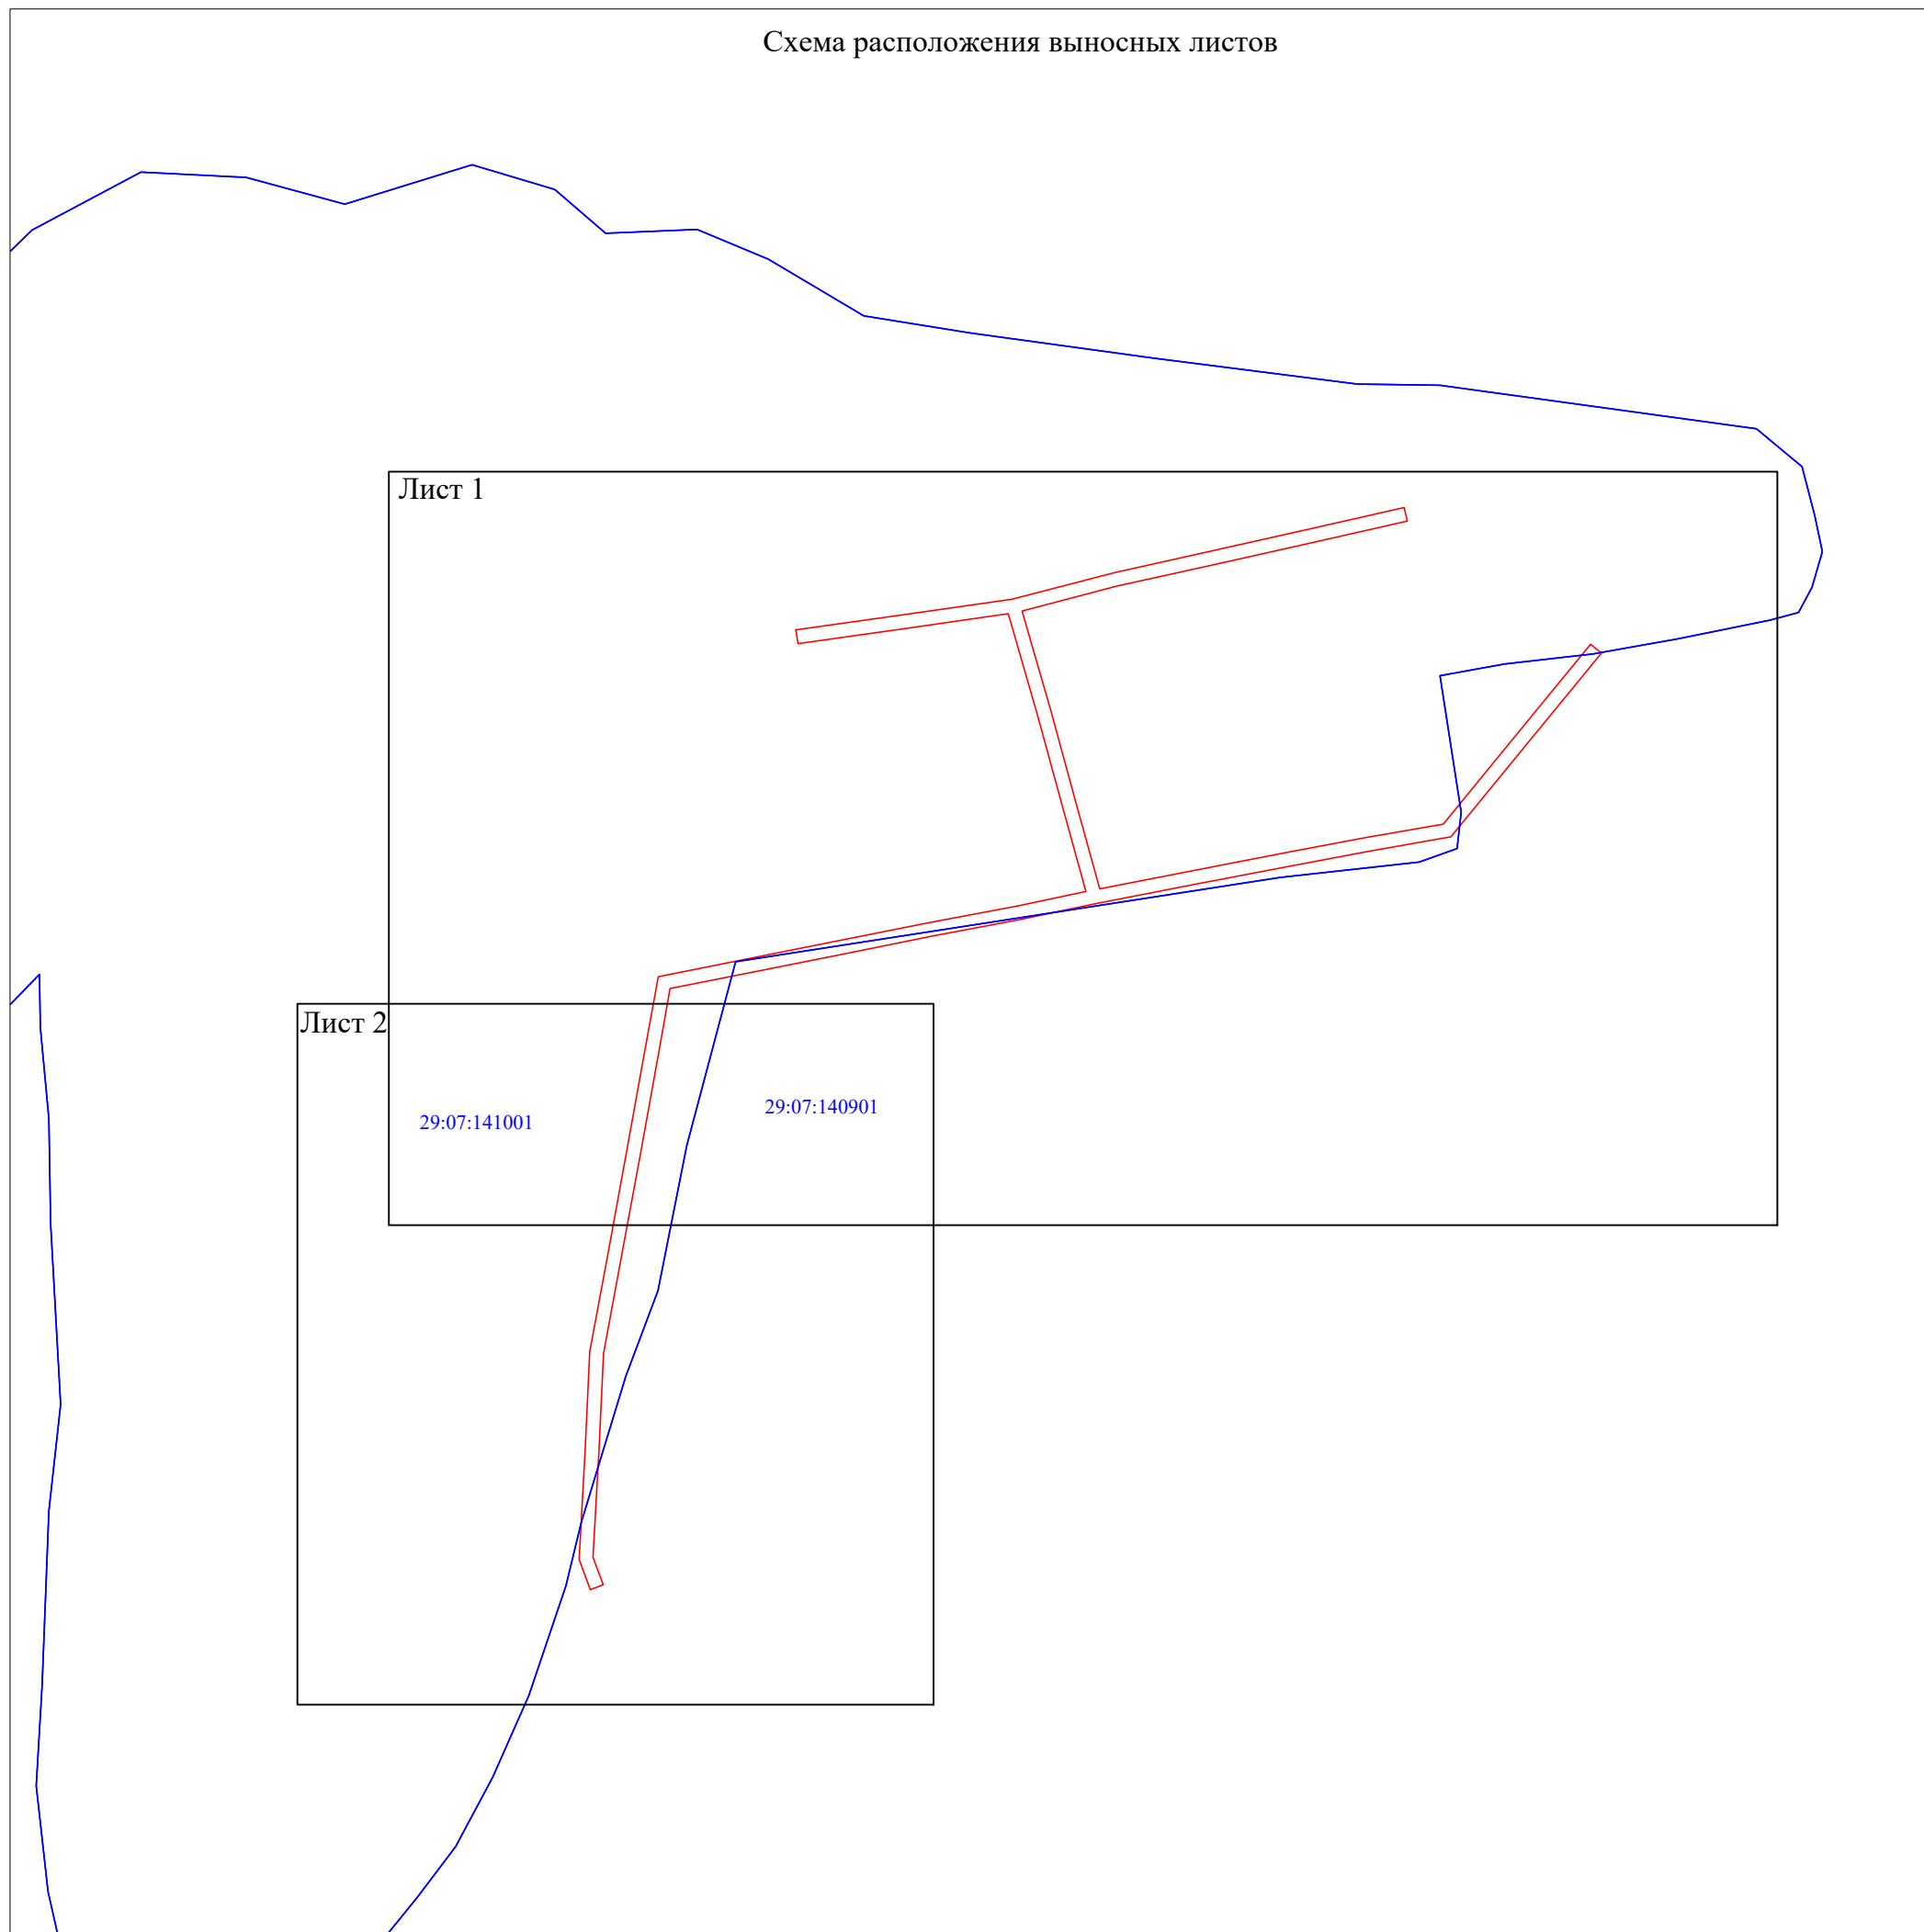 Схема расположения выносных листов
Лист 1
Лист 2
29:07:141001
29:07:140901